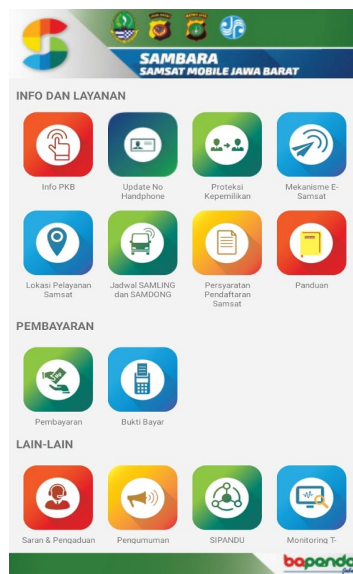 SAMBARA
SAMSAT MOBILE JAWA BARAT
INFO DAN LAYANAN
Info PKB
Update No
Handphone
Proteksi
Kepemilikan
Mekanisme E-
Samsat
Lokasi Pelayanan
Samsat
Jadwal SAMLING
dan SAMDONG
Persyaratan
Pendaftaran
Samsat
Panduan
PEMBAYARAN
Pembayaran
Bukti Bayar
LAIN-LAIN
Saran & Pengaduan
Pengumuman
SIPANDU
Monitoring T-
bapenda